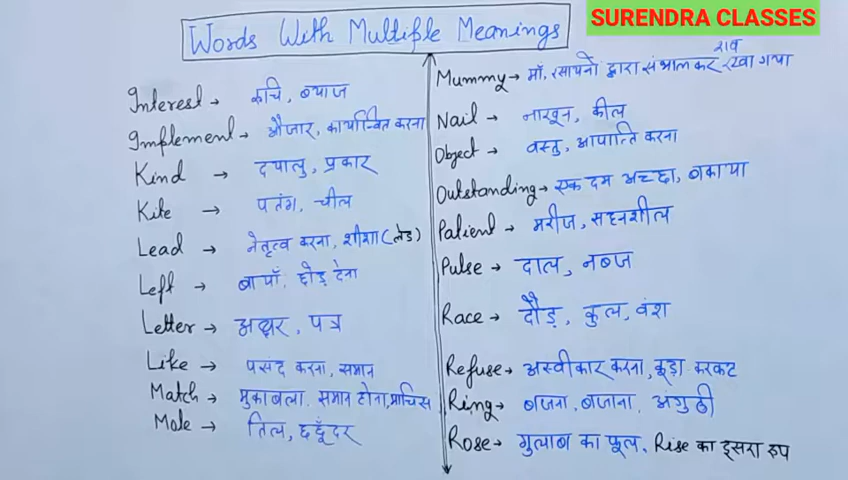 SURENDRA CLASSES
Words With Multiple Meanings
Interest → रुचि, ब्याज
Implement → औजार, कार्यान्वित करना
Kind → दयालु, प्रकार
Kite → पतंग, चील
Lead → नेतृत्व करना, शीशा (लेड)
Left → बायाँ, छोड़ देना
Letter → अक्षर, पत्र
Like → पसंद करना, समान
Match → मुकाबला, समान होना, माचिस
Mole → तिल, छछूँदर
Mummy → माँ, रसायनों द्वारा संभालकर रखा गया शव
Nail → नाखून, कील
Object → वस्तु, आपात्ति करना
Outstanding → एक दम अच्छा, बकाया
Patient → मरीज, सहनशील
Pulse → दाल, नब्ज
Race → दौड़, कुल, वंश
Refuse → अस्वीकार करना, कूड़ा करकट
Ring → बजना, बजाना, अंगुठी
Rose → गुलाब का फूल, Rise का दूसरा रूप